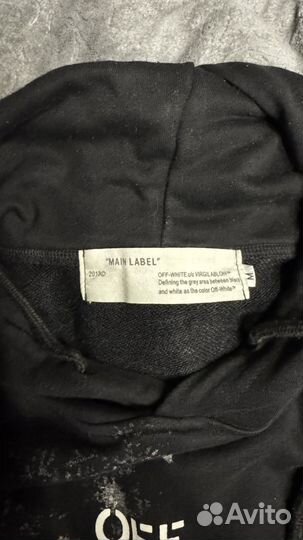 "MAIN LABEL"
2013AD
OFF-WHITE c/o VIRGIL ABLOH™
Defining the grey area between black
and white as the color Off-White™
M
OFF
Avito